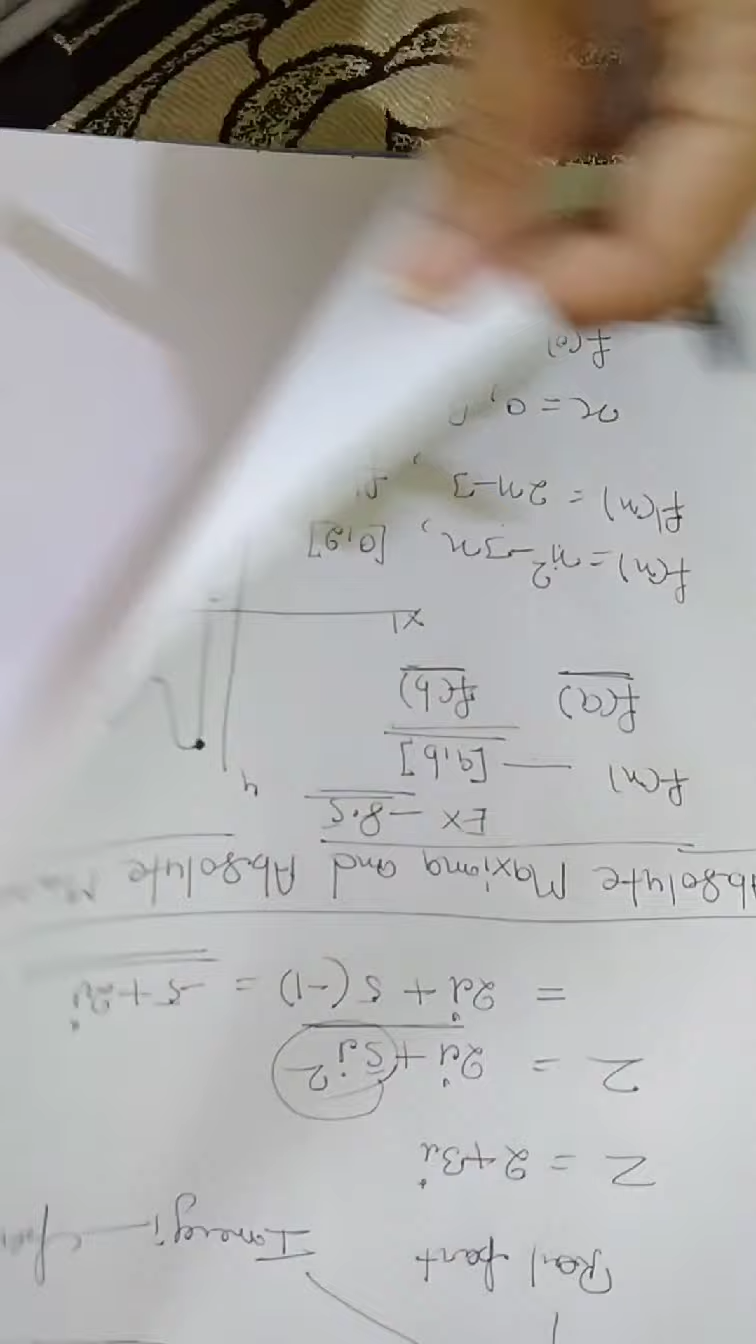 Real part
Z = 2+3i
Z = 2i + 5i²
= 2i + 5(-1) = -5+2i
Absolute Maxima and Absolute
EX - 8.5
f(x) — [a,b]
f(a) f(b)
y
x
f(x) = x² - 3x, [0,2]
f'(x) = 2x-3,
x = 0,
f(0)